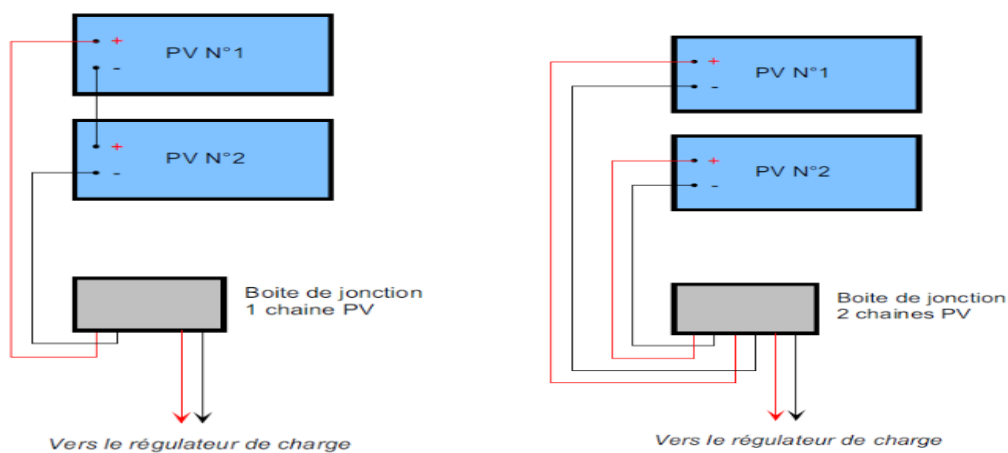 +
PV N°1
-
+
PV N°2
-
Boite de jonction
1 chaine PV
Vers le régulateur de charge
+
PV N°1
-
+
PV N°2
-
Boite de jonction
2 chaines PV
Vers le régulateur de charge